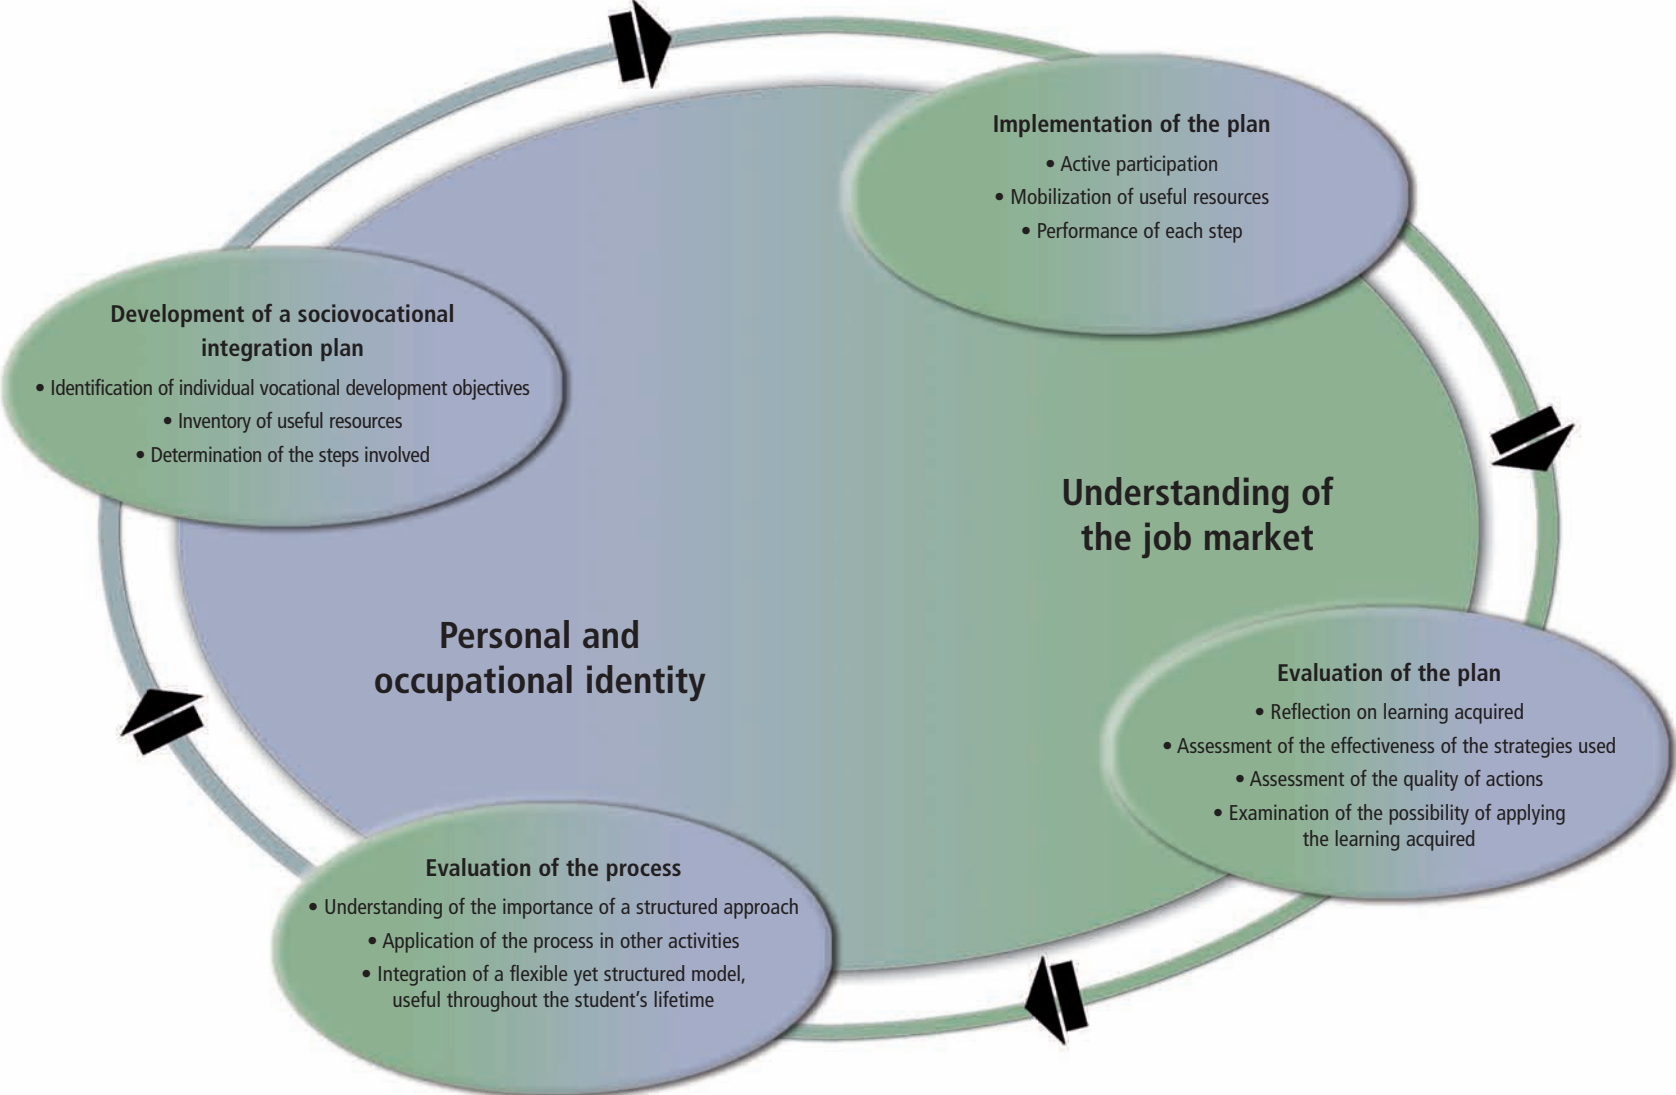 Implementation of the plan
• Active participation
• Mobilization of useful resources
• Performance of each step
Development of a sociovocational
integration plan
• Identification of individual vocational development objectives
• Inventory of useful resources
• Determination of the steps involved
Understanding of
the job market
Personal and
occupational identity
Evaluation of the plan
• Reflection on learning acquired
• Assessment of the effectiveness of the strategies used
• Assessment of the quality of actions
• Examination of the possibility of applying
the learning acquired
Evaluation of the process
• Understanding of the importance of a structured approach
• Application of the process in other activities
• Integration of a flexible yet structured model,
useful throughout the student’s lifetime